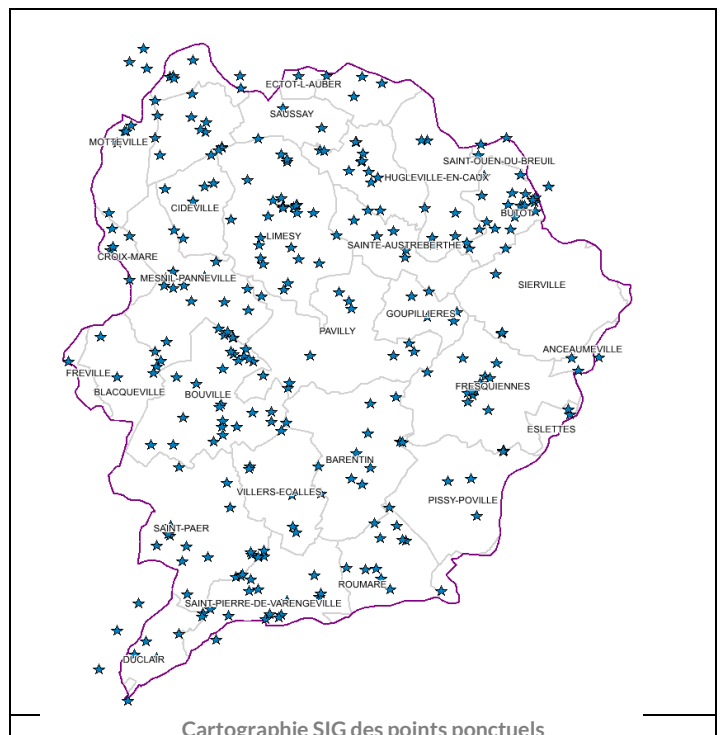 ECTOT-L-AUBER
SAUSSAY
MOTTEVILLE
SAINT-OUEN-DU-BREUIL
HUGLEVILLE-EN-CAUX
CIDEVILLE
BUTOT
LIMESY
SAINTE-AUSTREBERTHE
CROIX-MARE
MESNIL-PANNEVILLE
SIERVILLE
GOUPILLIERES
PAVILLY
ANCEAUMEVILLE
FREVILLE
BLACQUEVILLE
BOUVILLE
FRESQUIENNES
ESLETTES
BARENTIN
VILLERS-ECALLES
PISSY-POVILLE
SAINT-PAER
ROUMARE
SAINT-PIERRE-DE-VARENGEVILLE
DUCLAIR
Cartographie SIG des points ponctuels